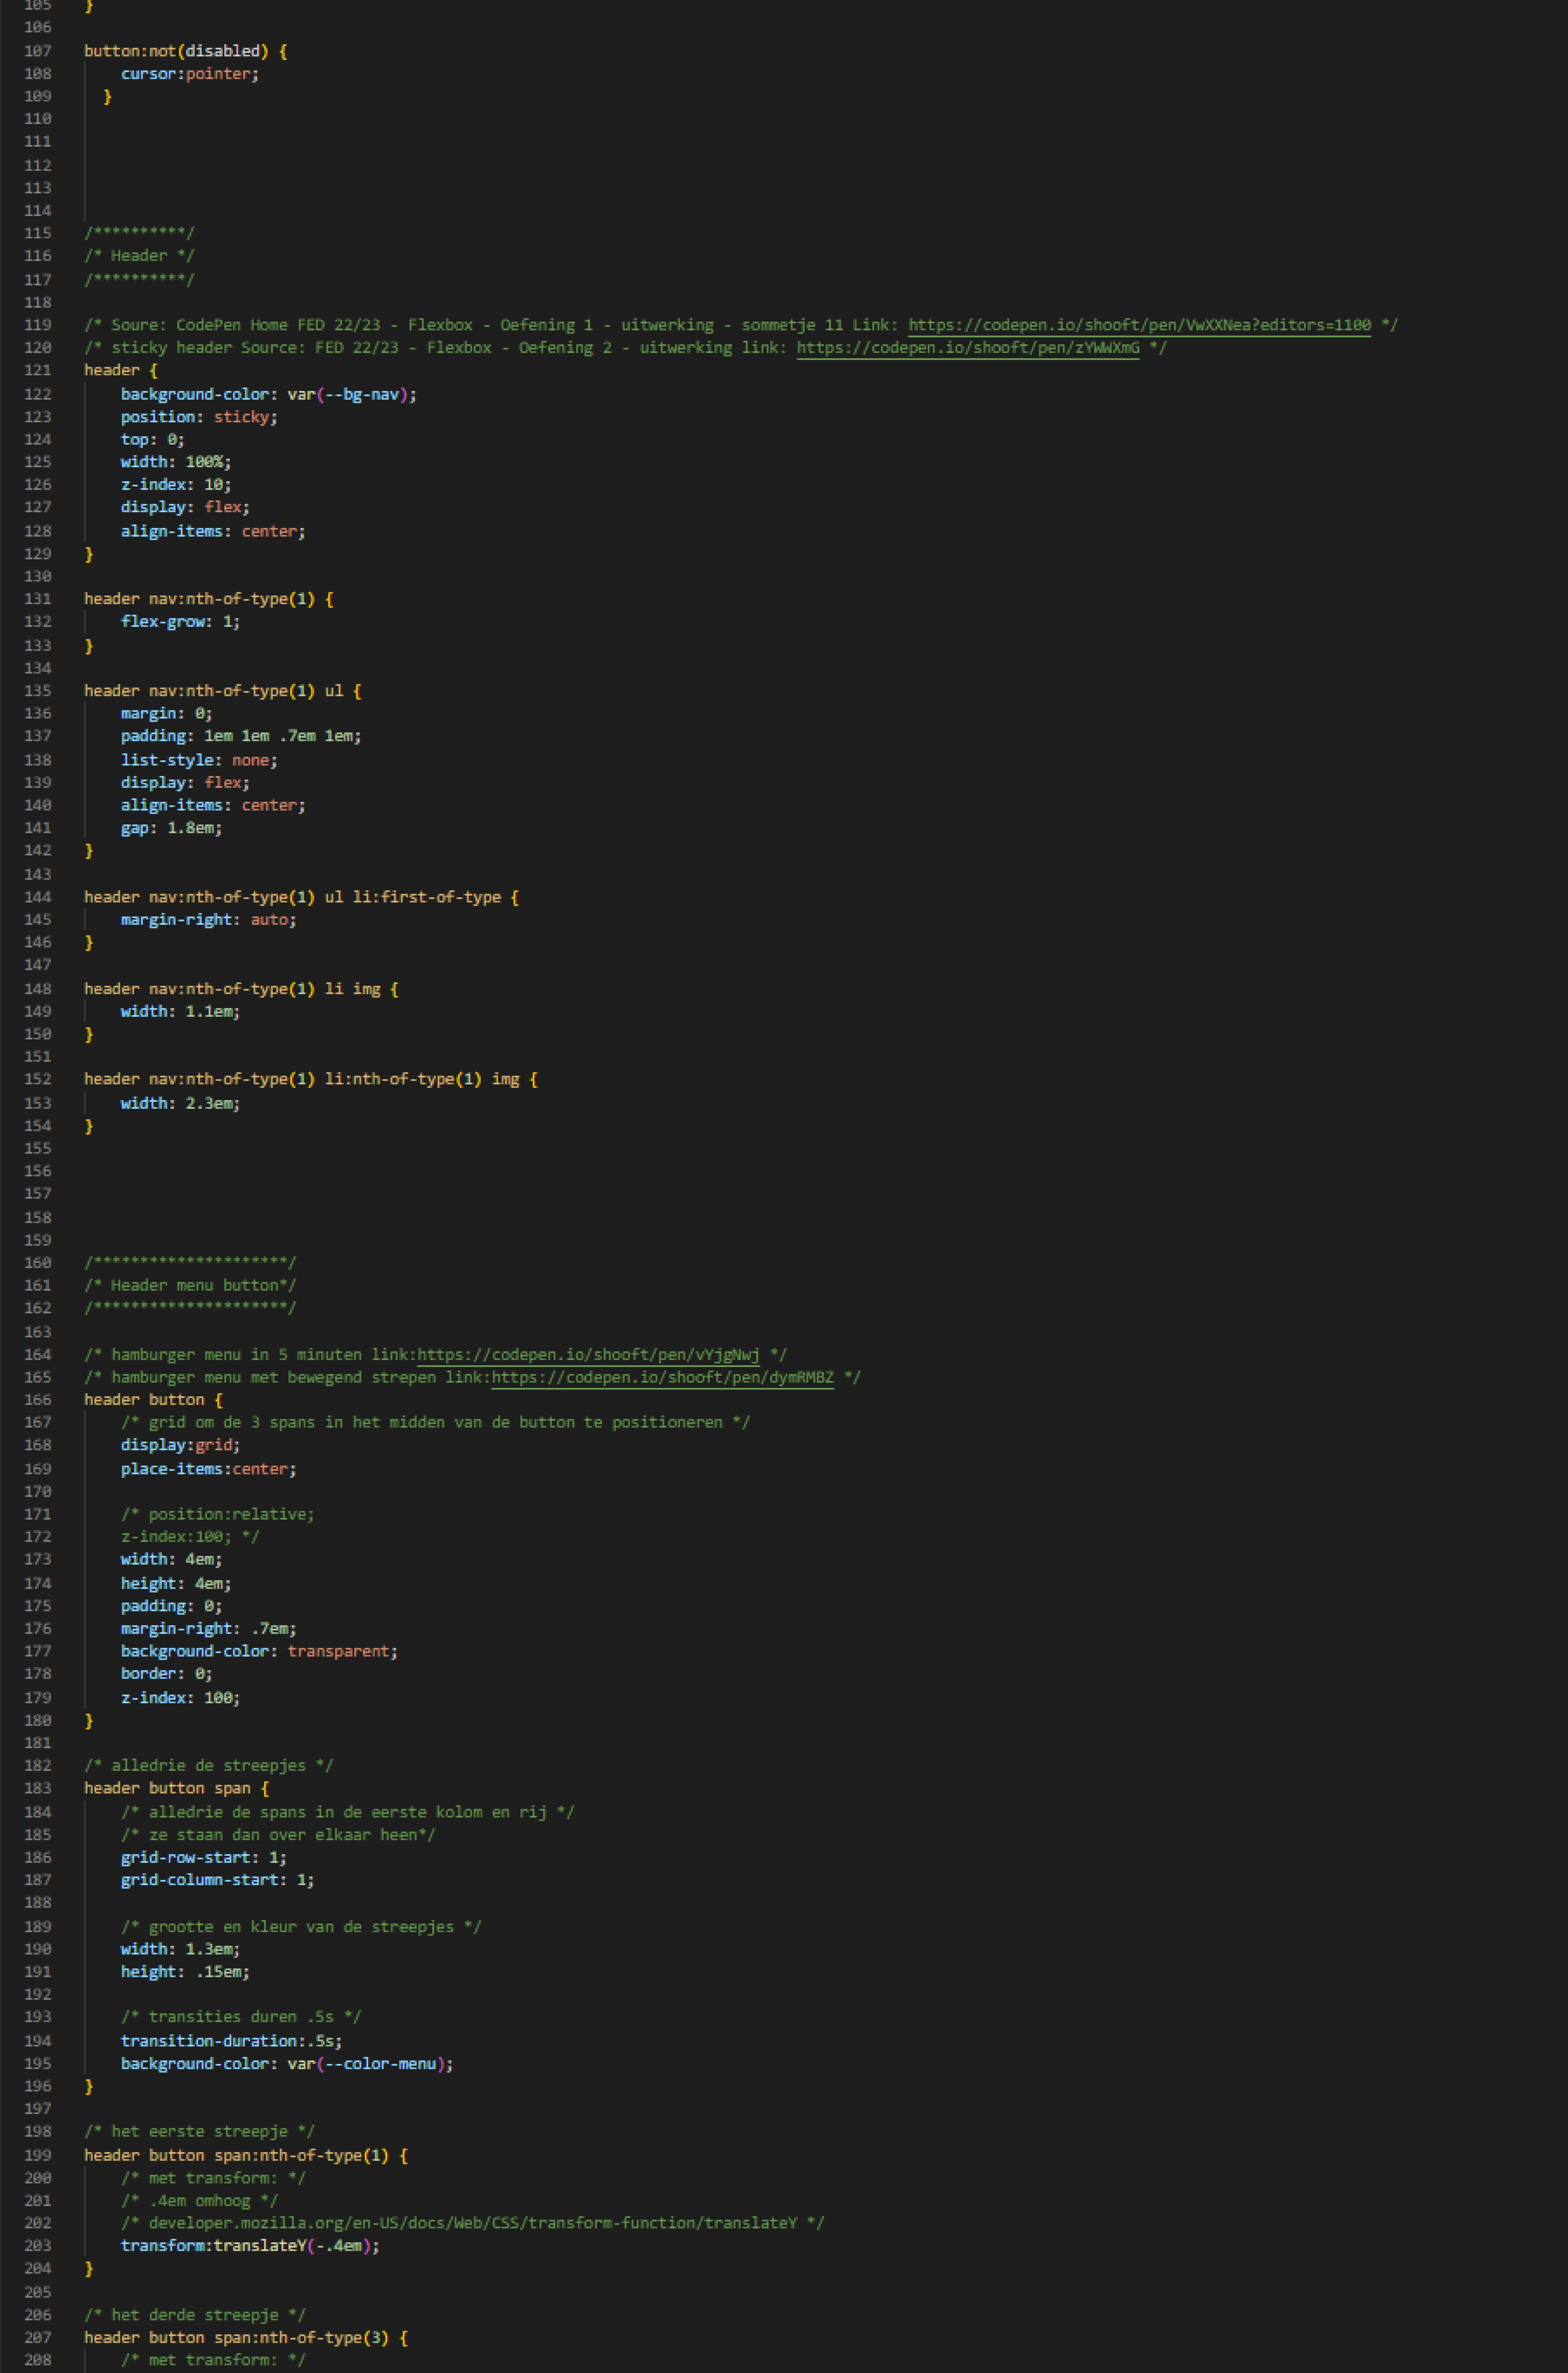 105 }
106
107 button:not(disabled) {
108 cursor:pointer;
109 }
110
111
112
113
114
115 /**********/
116 /* Header */
117 /**********/
118
119 /* Soure: CodePen Home FED 22/23 - Flexbox - Oefening 1 - uitwerking - sommetje 11 Link: https://codepen.io/shooft/pen/VwXXNea?editors=1100 */
120 /* sticky header Source: FED 22/23 - Flexbox - Oefening 2 - uitwerking link: https://codepen.io/shooft/pen/zYWWXmG */
121 header {
122 background-color: var(--bg-nav);
123 position: sticky;
124 top: 0;
125 width: 100%;
126 z-index: 10;
127 display: flex;
128 align-items: center;
129 }
130
131 header nav:nth-of-type(1) {
132 flex-grow: 1;
133 }
134
135 header nav:nth-of-type(1) ul {
136 margin: 0;
137 padding: 1em 1em .7em 1em;
138 list-style: none;
139 display: flex;
140 align-items: center;
141 gap: 1.8em;
142 }
143
144 header nav:nth-of-type(1) ul li:first-of-type {
145 margin-right: auto;
146 }
147
148 header nav:nth-of-type(1) li img {
149 width: 1.1em;
150 }
151
152 header nav:nth-of-type(1) li:nth-of-type(1) img {
153 width: 2.3em;
154 }
155
156
157
158
159
160 /*********************/
161 /* Header menu button*/
162 /*********************/
163
164 /* hamburger menu in 5 minuten link:https://codepen.io/shooft/pen/vYjgNwj */
165 /* hamburger menu met bewegend strepen link:https://codepen.io/shooft/pen/dymRMBZ */
166 header button {
167 /* grid om de 3 spans in het midden van de button te positioneren */
168 display:grid;
169 place-items:center;
170
171 /* position:relative;
172 z-index:100; */
173 width: 4em;
174 height: 4em;
175 padding: 0;
176 margin-right: .7em;
177 background-color: transparent;
178 border: 0;
179 z-index: 100;
180 }
181
182 /* alledrie de streepjes */
183 header button span {
184 /* alledrie de spans in de eerste kolom en rij */
185 /* ze staan dan over elkaar heen*/
186 grid-row-start: 1;
187 grid-column-start: 1;
188
189 /* grootte en kleur van de streepjes */
190 width: 1.3em;
191 height: .15em;
192
193 /* transities duren .5s */
194 transition-duration:.5s;
195 background-color: var(--color-menu);
196 }
197
198 /* het eerste streepje */
199 header button span:nth-of-type(1) {
200 /* met transform: */
201 /* .4em omhoog */
202 /* developer.mozilla.org/en-US/docs/Web/CSS/transform-function/translateY */
203 transform:translateY(-.4em);
204 }
205
206 /* het derde streepje */
207 header button span:nth-of-type(3) {
208 /* met transform: */